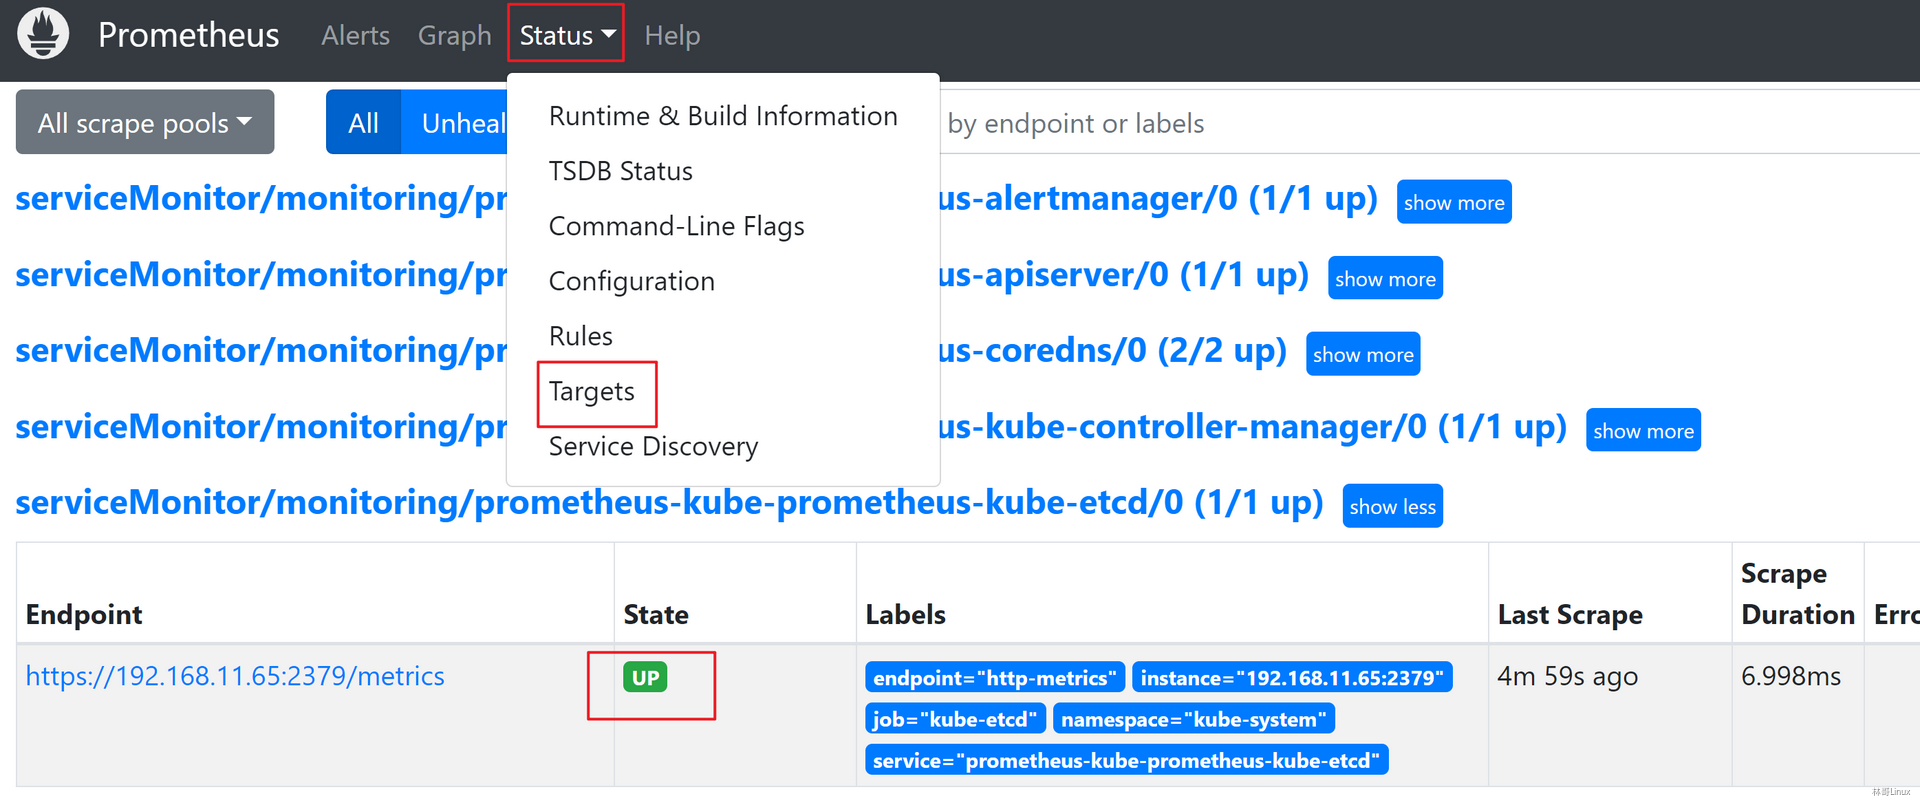 Prometheus Alerts Graph Status Help
All scrape pools All Unheal by endpoint or labels
Runtime & Build Information
TSDB Status
Command-Line Flags
Configuration
Rules
Targets
Service Discovery
serviceMonitor/monitoring/pr us-alertmanager/0 (1/1 up) show more
serviceMonitor/monitoring/pr us-apiserver/0 (1/1 up) show more
serviceMonitor/monitoring/pr us-coredns/0 (2/2 up) show more
serviceMonitor/monitoring/pr us-kube-controller-manager/0 (1/1 up) show more
serviceMonitor/monitoring/prometheus-kube-prometheus-kube-etcd/0 (1/1 up) show less
Endpoint State Labels Last Scrape Scrape Duration Erro
https://192.168.11.65:2379/metrics UP endpoint="http-metrics" instance="192.168.11.65:2379" 4m 59s ago 6.998ms
job="kube-etcd" namespace="kube-system"
service="prometheus-kube-prometheus-kube-etcd"
林哥Linux